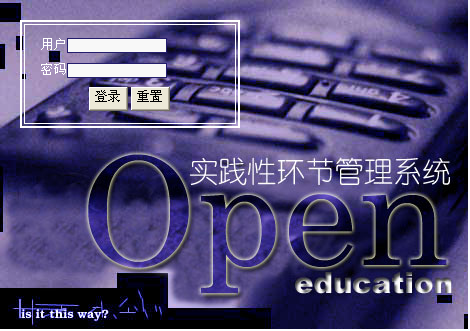 用户
密码
登录 重置
实践性环节管理系统
Open
education
is it this way?